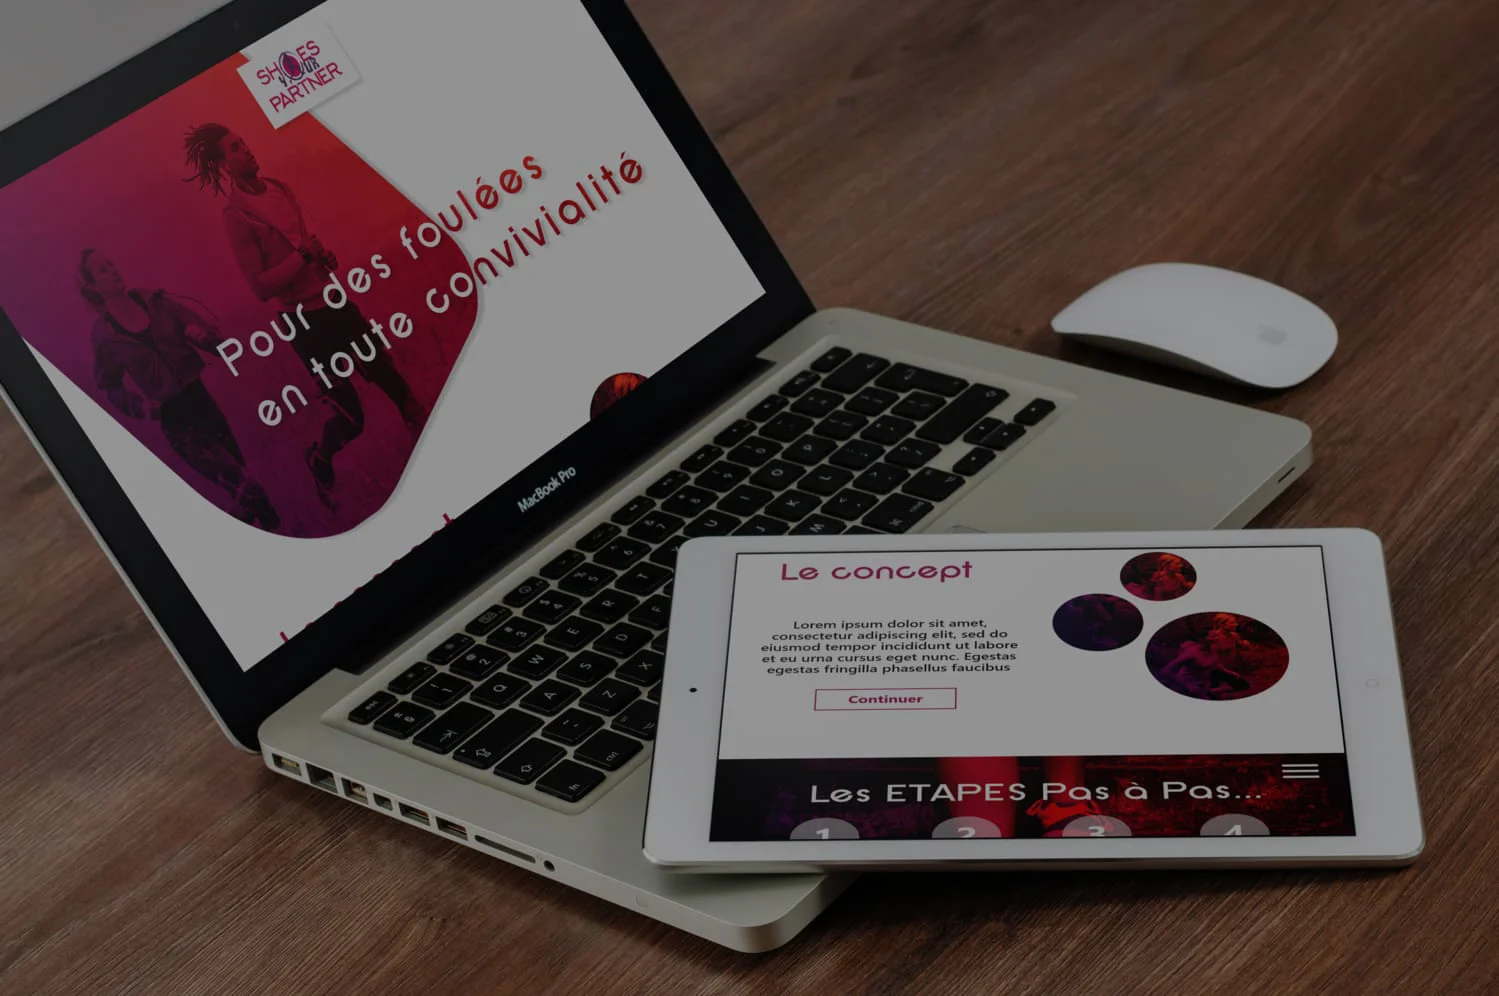 SHOES
YOUR
PARTNER
Pour des foulées
en toute convivialité
MacBook Pro
Le concept
Lorem ipsum dolor sit amet,
consectetur adipiscing elit, sed do
eiusmod tempor incididunt ut labore
et eu urna cursus eget nunc. Egestas
egestas fringilla phasellus faucibus
Continuer
Les ETAPES Pas à Pas...
1 2 3 4